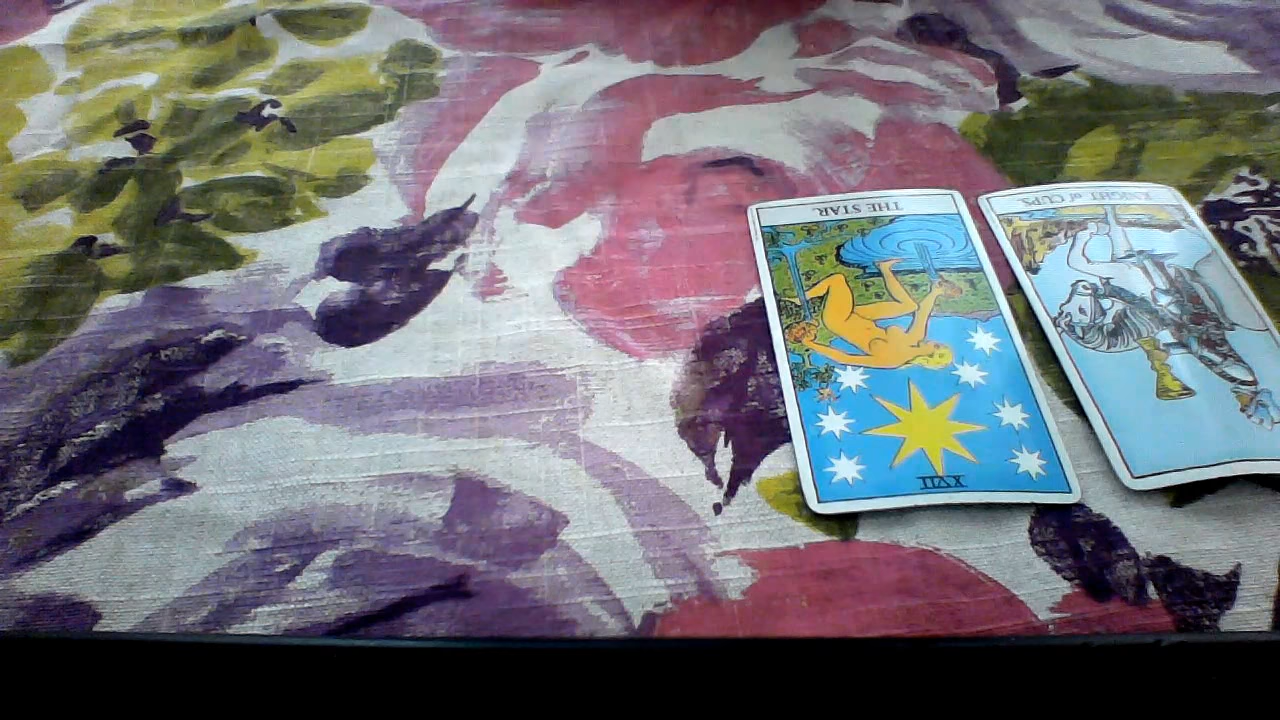 THE STAR.
XVII
KNIGHT of CUPS.